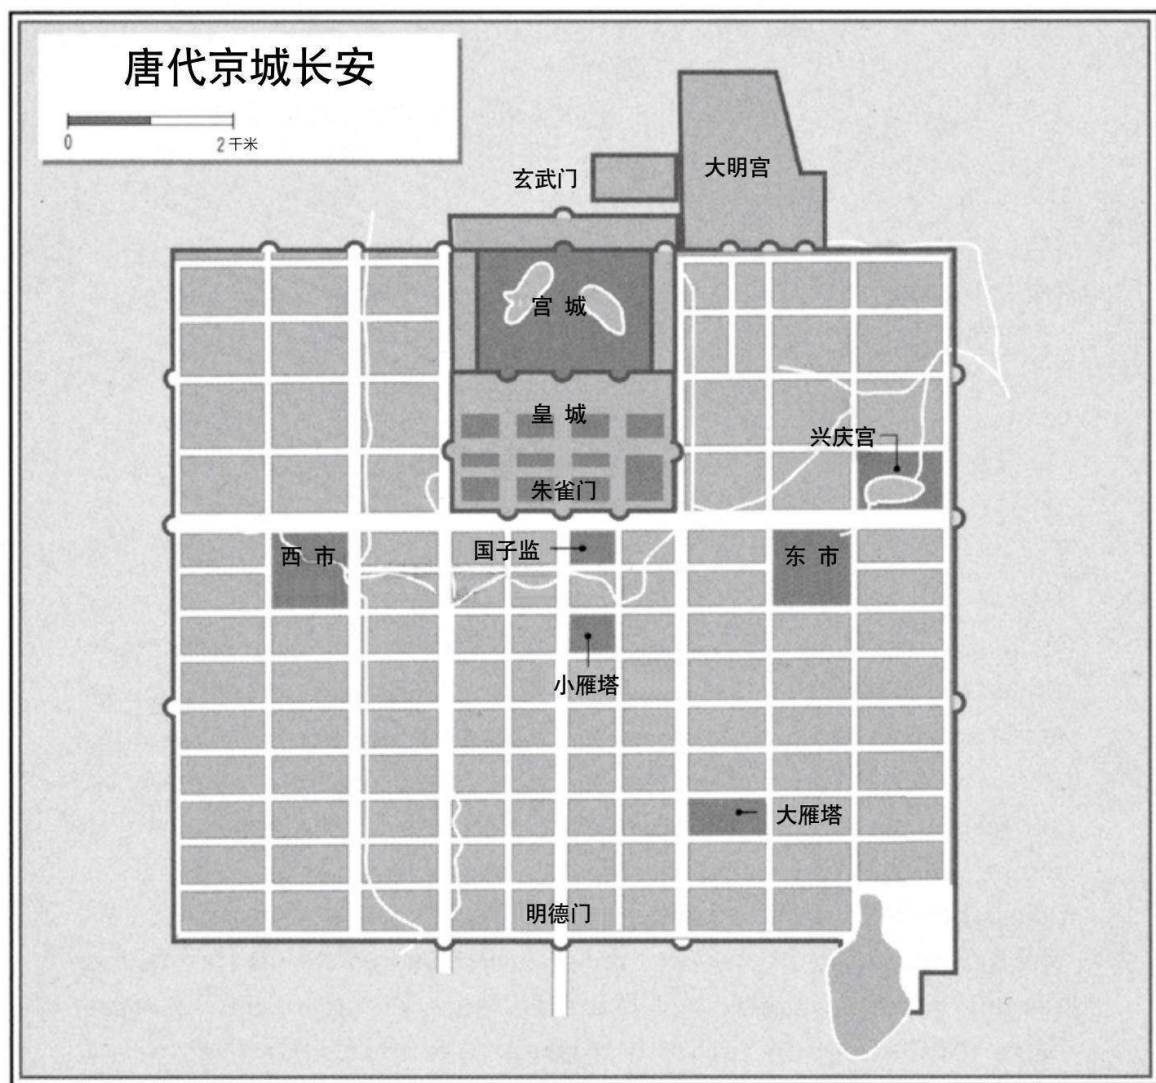 唐代京城长安
0
2千米
玄武门
大明宫
宫 城
皇 城
兴庆宫
朱雀门
国子监
西 市
东 市
小雁塔
大雁塔
明德门